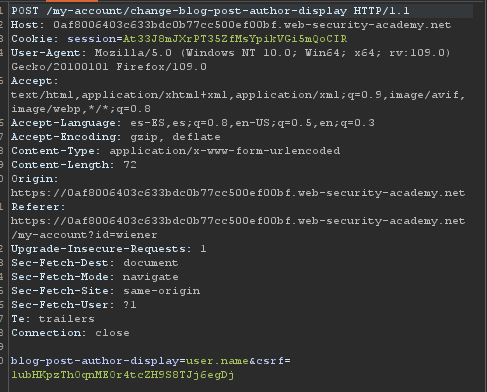 POST /my-account/change-blog-post-author-display HTTP/1.1
Host: 0af8006403c633bdc0b77cc500ef00bf.web-security-academy.net
Cookie: session=At33J8mJXrPT35ZfMsYpikVGi5mQoCIR
User-Agent: Mozilla/5.0 (Windows NT 10.0; Win64; x64; rv:109.0)
Gecko/20100101 Firefox/109.0
Accept:
text/html,application/xhtml+xml,application/xml;q=0.9,image/avif,
image/webp,*/*;q=0.8
Accept-Language: es-ES,es;q=0.8,en-US;q=0.5,en;q=0.3
Accept-Encoding: gzip, deflate
Content-Type: application/x-www-form-urlencoded
Content-Length: 72
Origin:
https://0af8006403c633bdc0b77cc500ef00bf.web-security-academy.net
Referer:
https://0af8006403c633bdc0b77cc500ef00bf.web-security-academy.net
/my-account?id=wiener
Upgrade-Insecure-Requests: 1
Sec-Fetch-Dest: document
Sec-Fetch-Mode: navigate
Sec-Fetch-Site: same-origin
Sec-Fetch-User: ?1
Te: trailers
Connection: close
blog-post-author-display=user.name&csrf=
lubHKpzTh0qnME0r4tcZH9S8TJj6egDj